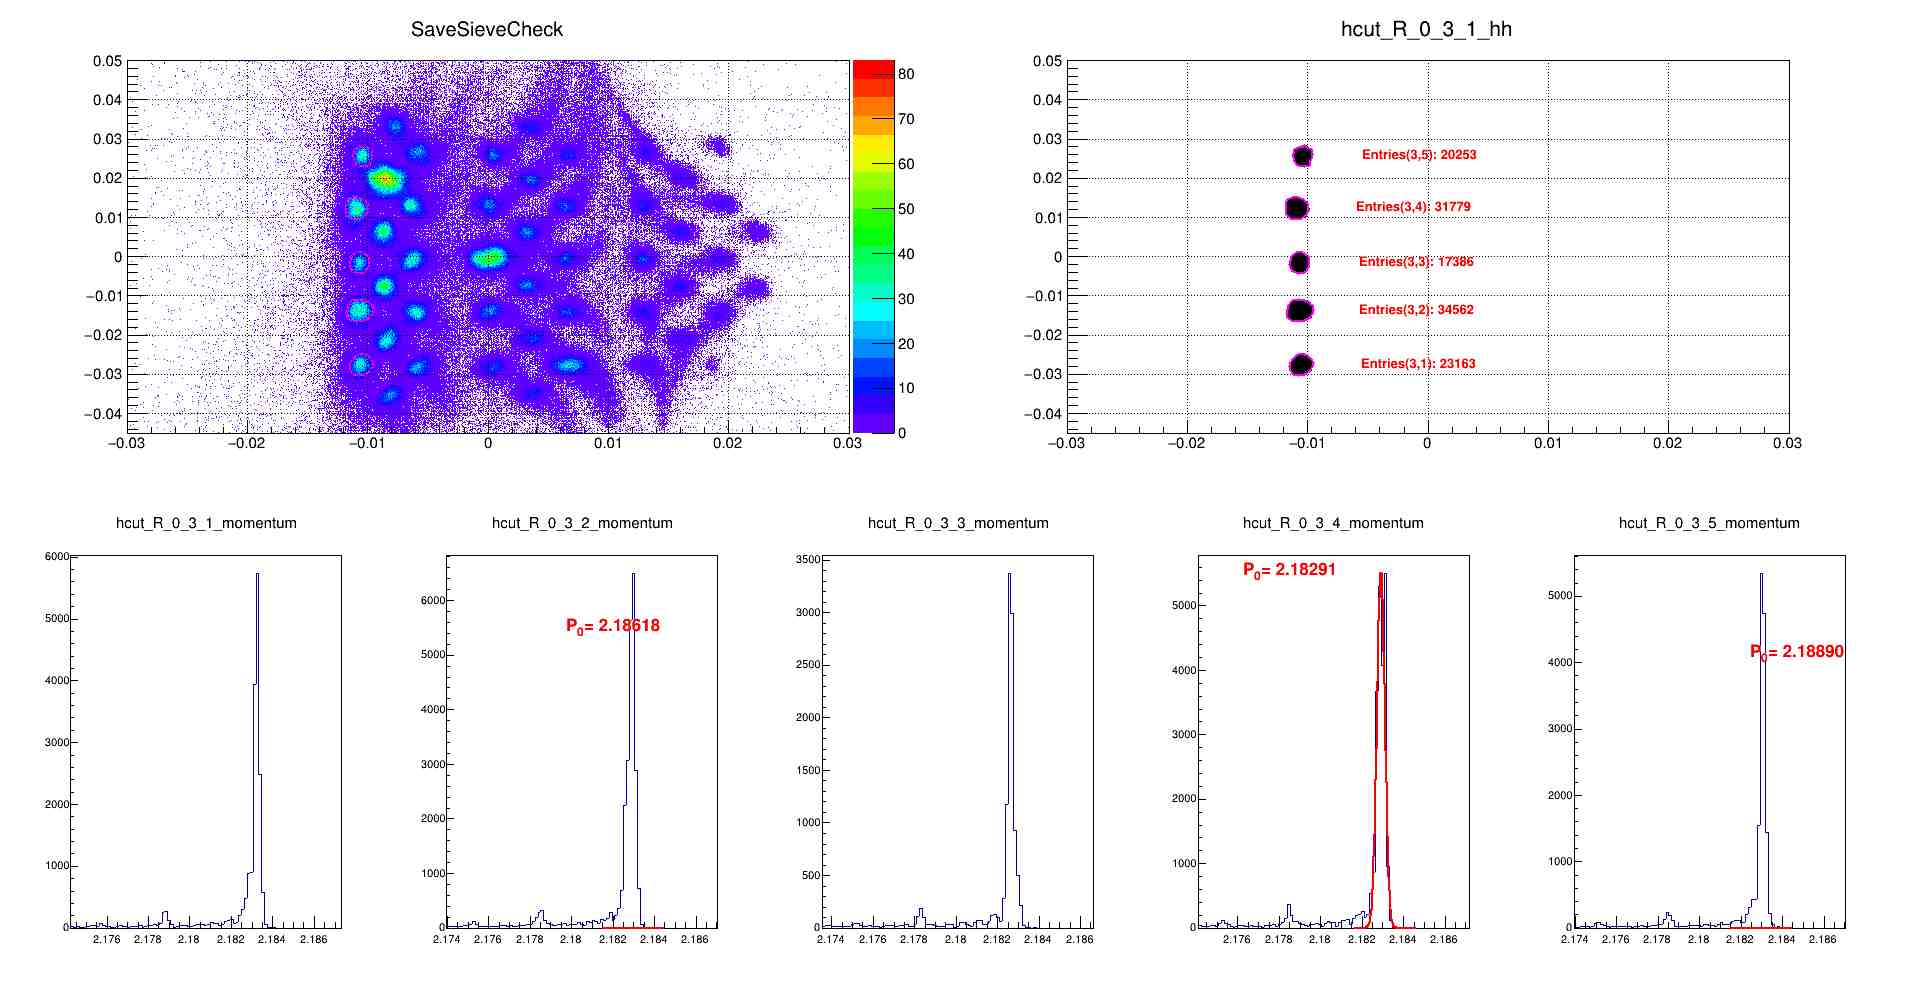 SaveSieveCheck
0.05
0.04
0.03
0.02
0.01
0
−0.01
−0.02
−0.03
−0.04
−0.03 −0.02 −0.01 0 0.01 0.02 0.03
80
70
60
50
40
30
20
10
0
hcut_R_0_3_1_hh
0.05
0.04
0.03
0.02
0.01
0
−0.01
−0.02
−0.03
−0.04
−0.03 −0.02 −0.01 0 0.01 0.02 0.03
Entries(3,5): 20253
Entries(3,4): 31779
Entries(3,3): 17386
Entries(3,2): 34562
Entries(3,1): 23163
hcut_R_0_3_1_momentum
6000
5000
4000
3000
2000
1000
0
2.176 2.178 2.18 2.182 2.184 2.186
hcut_R_0_3_2_momentum
P0= 2.18618
6000
5000
4000
3000
2000
1000
0
2.174 2.176 2.178 2.18 2.182 2.184 2.186
hcut_R_0_3_3_momentum
3500
3000
2500
2000
1500
1000
500
0
2.174 2.176 2.178 2.18 2.182 2.184 2.186
hcut_R_0_3_4_momentum
P0= 2.18291
5000
4000
3000
2000
1000
0
2.176 2.178 2.18 2.182 2.184 2.186
hcut_R_0_3_5_momentum
P0= 2.18890
5000
4000
3000
2000
1000
0
2.174 2.176 2.178 2.18 2.182 2.184 2.186